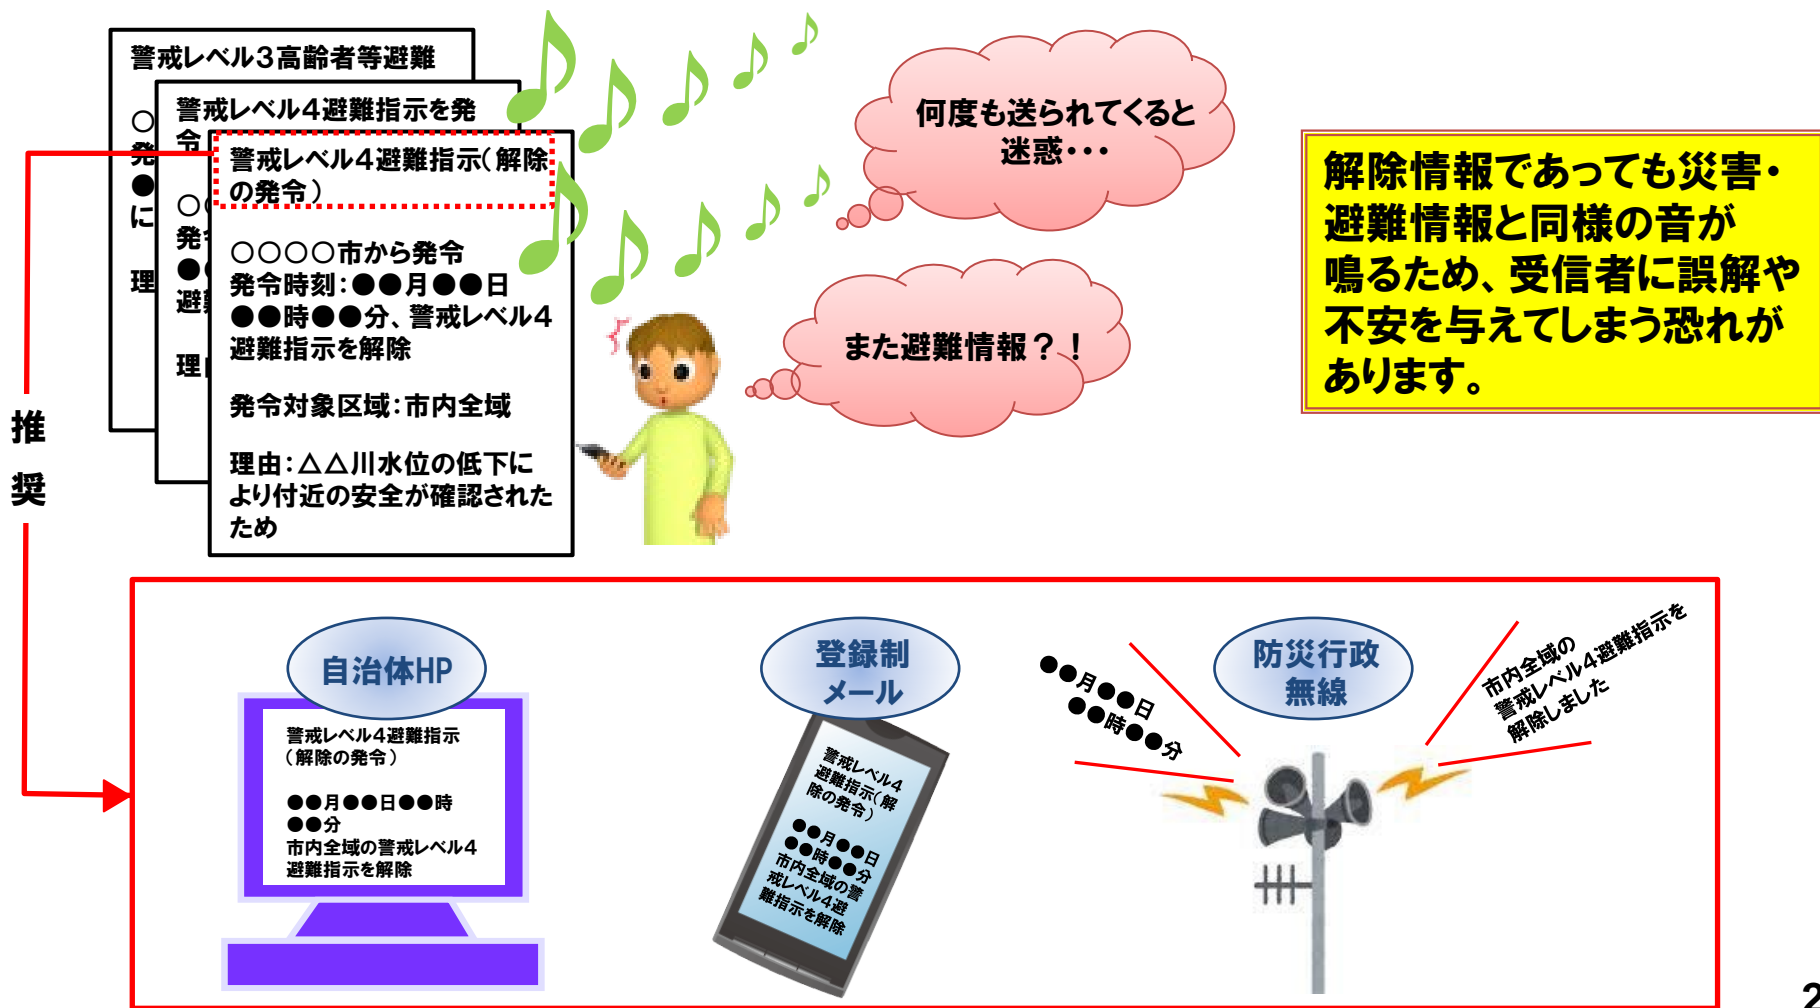 警戒レベル3高齢者等避難
○
発
●
に
理
警戒レベル4避難指示を発
令
○
発
●
避
理
警戒レベル4避難指示(解除
の発令)
○○○○市から発令
発令時刻:●●月●●日
●●時●●分、警戒レベル4
避難指示を解除
発令対象区域:市内全域
理由:△△川水位の低下に
より付近の安全が確認された
ため
何度も送られてくると
迷惑・・・
また避難情報?!
解除情報であっても災害・
避難情報と同様の音が
鳴るため、受信者に誤解や
不安を与えてしまう恐れが
あります。
推
奨
自治体HP
警戒レベル4避難指示
(解除の発令)
●●月●●日●●時
●●分
市内全域の警戒レベル4
避難指示を解除
登録制
メール
警戒レベル4
避難指示(解
除の発令)
●●月●●日
●●時●●分
市内全域の警
戒レベル4避
難指示を解除
防災行政
無線
●●月●●日
●●時●●分
市内全域の
警戒レベル4避難指示を
解除しました
2